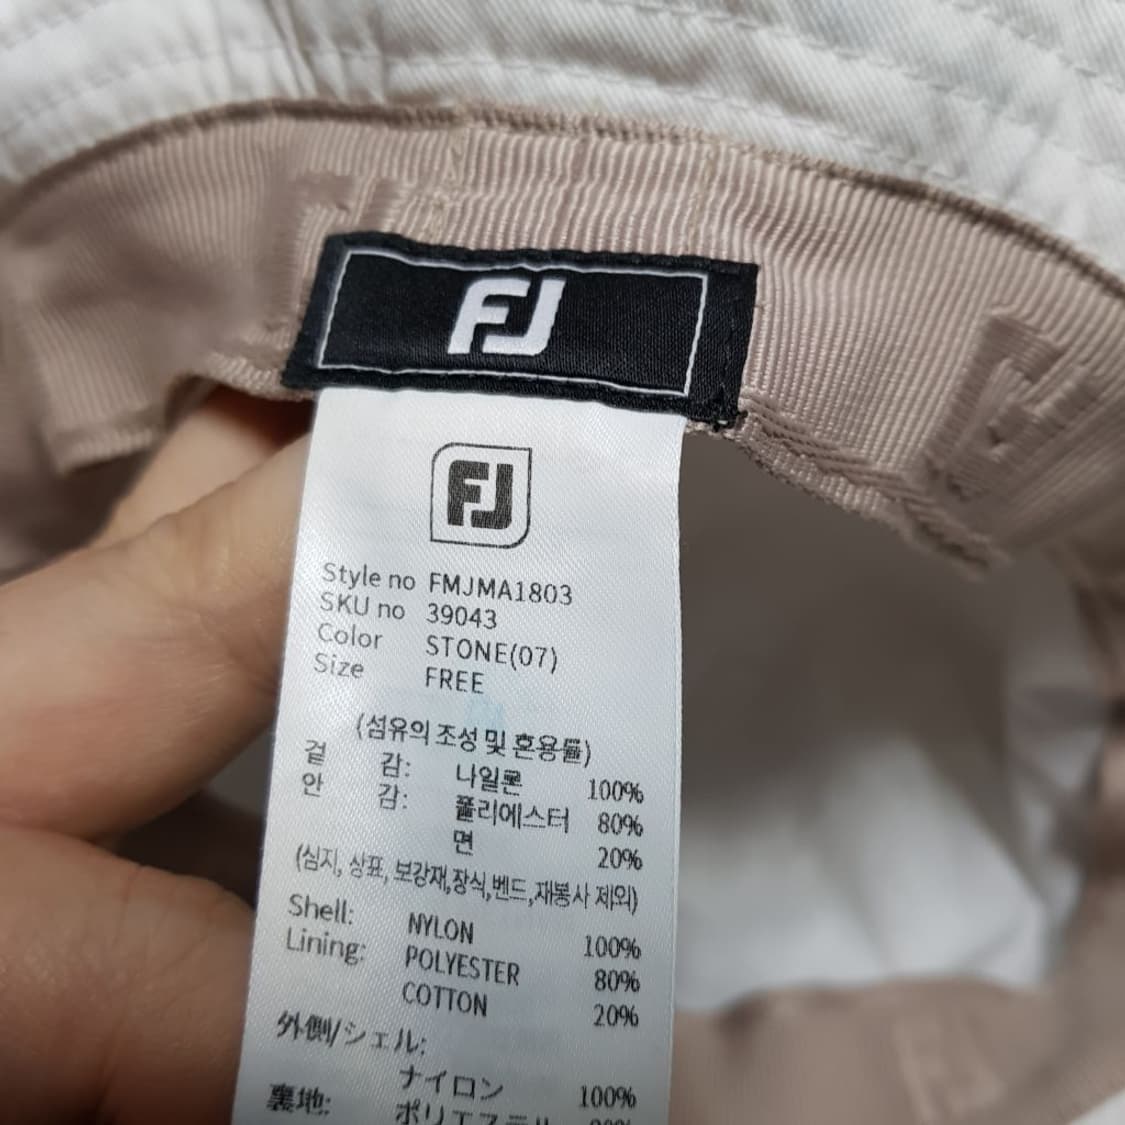 FJ
FJ
Style no FMJMA1803
SKU no 39043
Color STONE(07)
Size FREE
(섬유의 조성 및 혼용률)
겉 감: 나일론 100%
안 감: 폴리에스터 80%
면 20%
(심지, 상표, 보강재,장식,벤드,재봉사 제외)
Shell: NYLON 100%
Lining: POLYESTER 80%
COTTON 20%
外側/シェル:
ナイロン 100%
裏地: